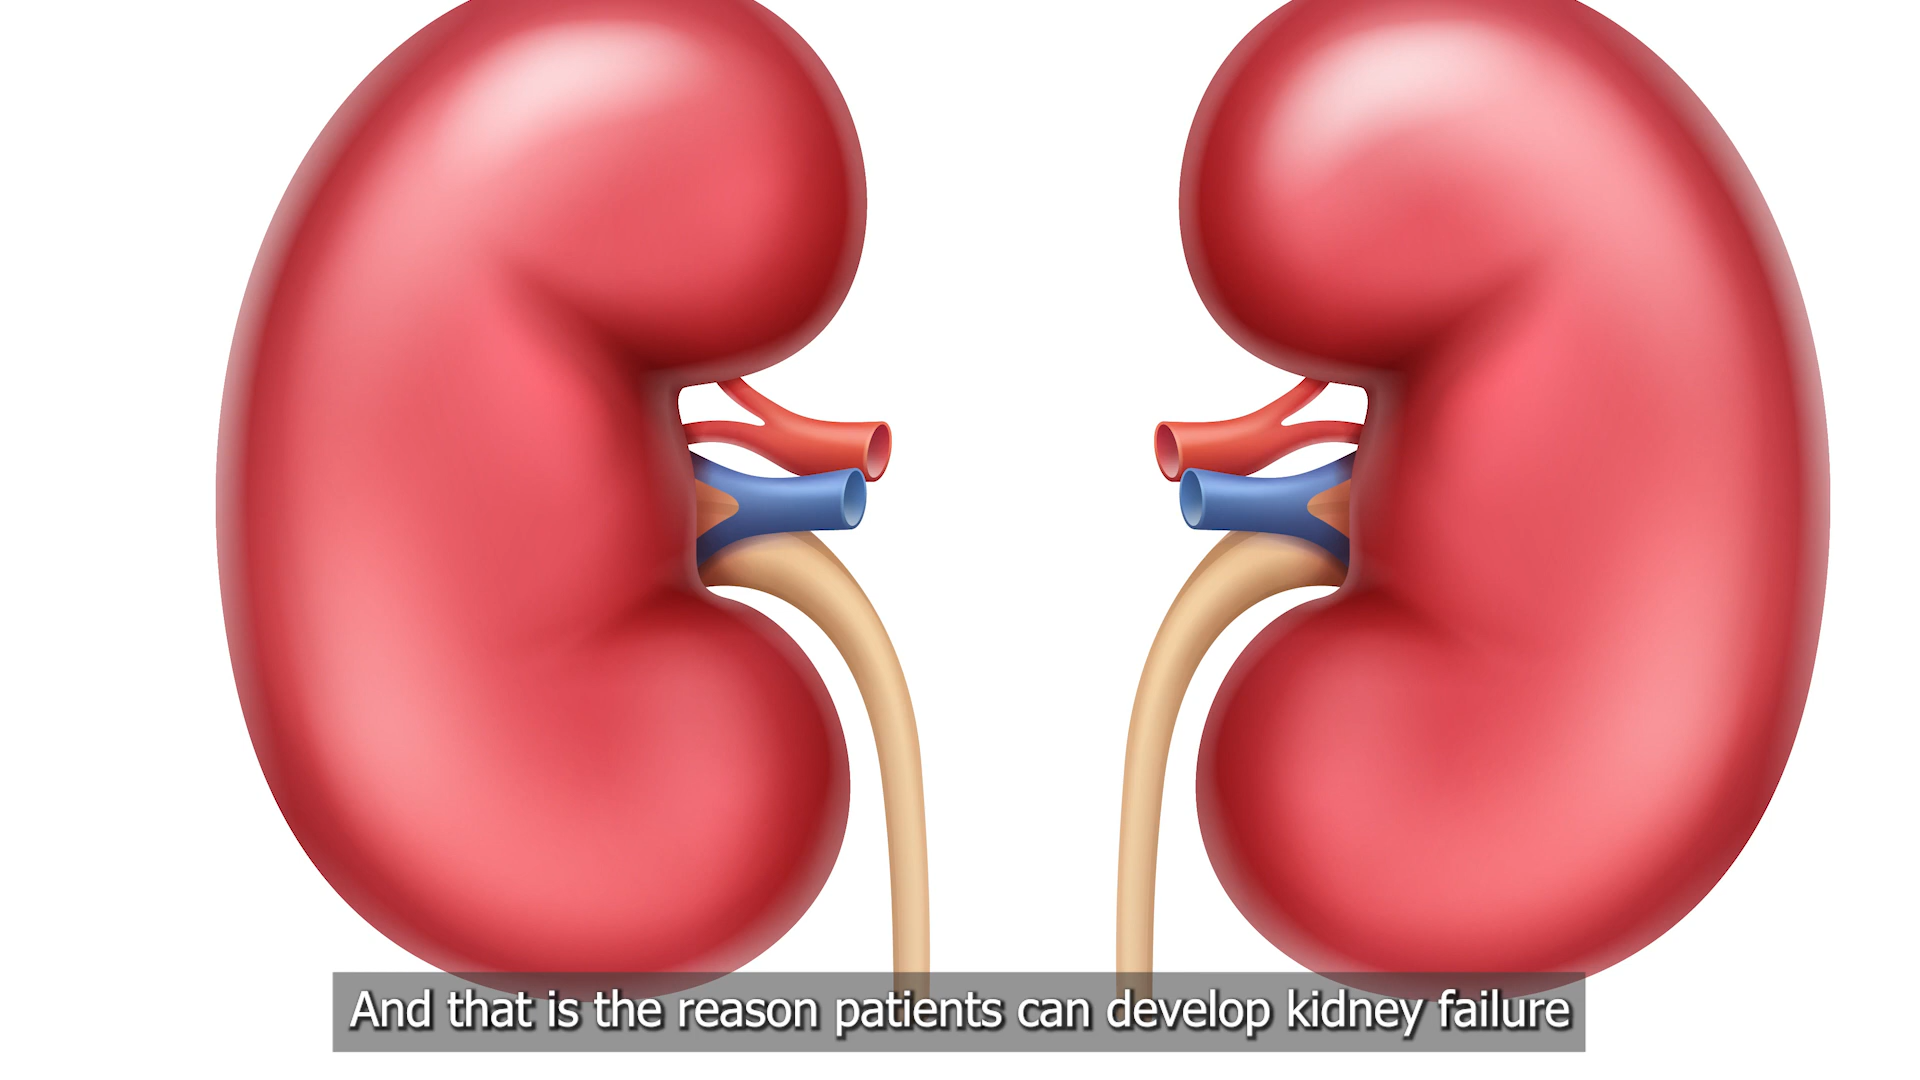 And that is the reason patients can develop kidney failure